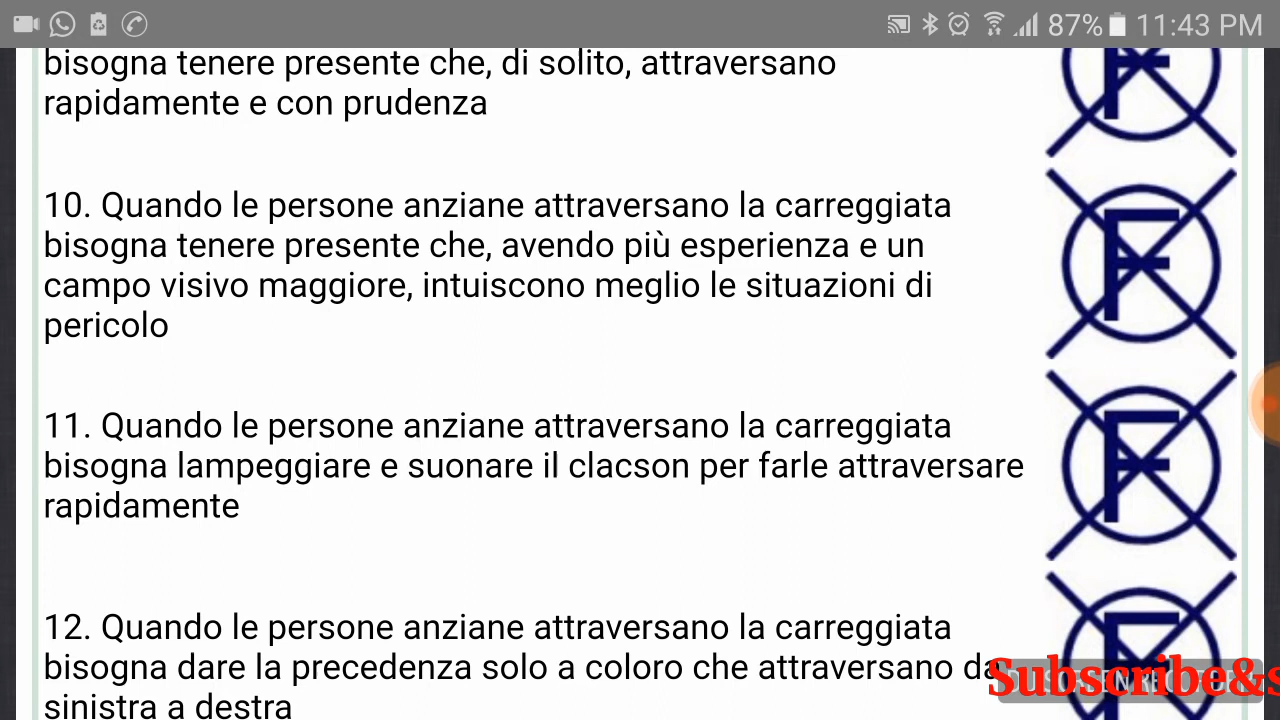 87% 11:43 PM
bisogna tenere presente che, di solito, attraversano
rapidamente e con prudenza
F
10. Quando le persone anziane attraversano la carreggiata
bisogna tenere presente che, avendo più esperienza e un
campo visivo maggiore, intuiscono meglio le situazioni di
pericolo
F
11. Quando le persone anziane attraversano la carreggiata
bisogna lampeggiare e suonare il clacson per farle attraversare
rapidamente
F
12. Quando le persone anziane attraversano la carreggiata
bisogna dare la precedenza solo a coloro che attraversano da
sinistra a destra
F
Subscribe&s